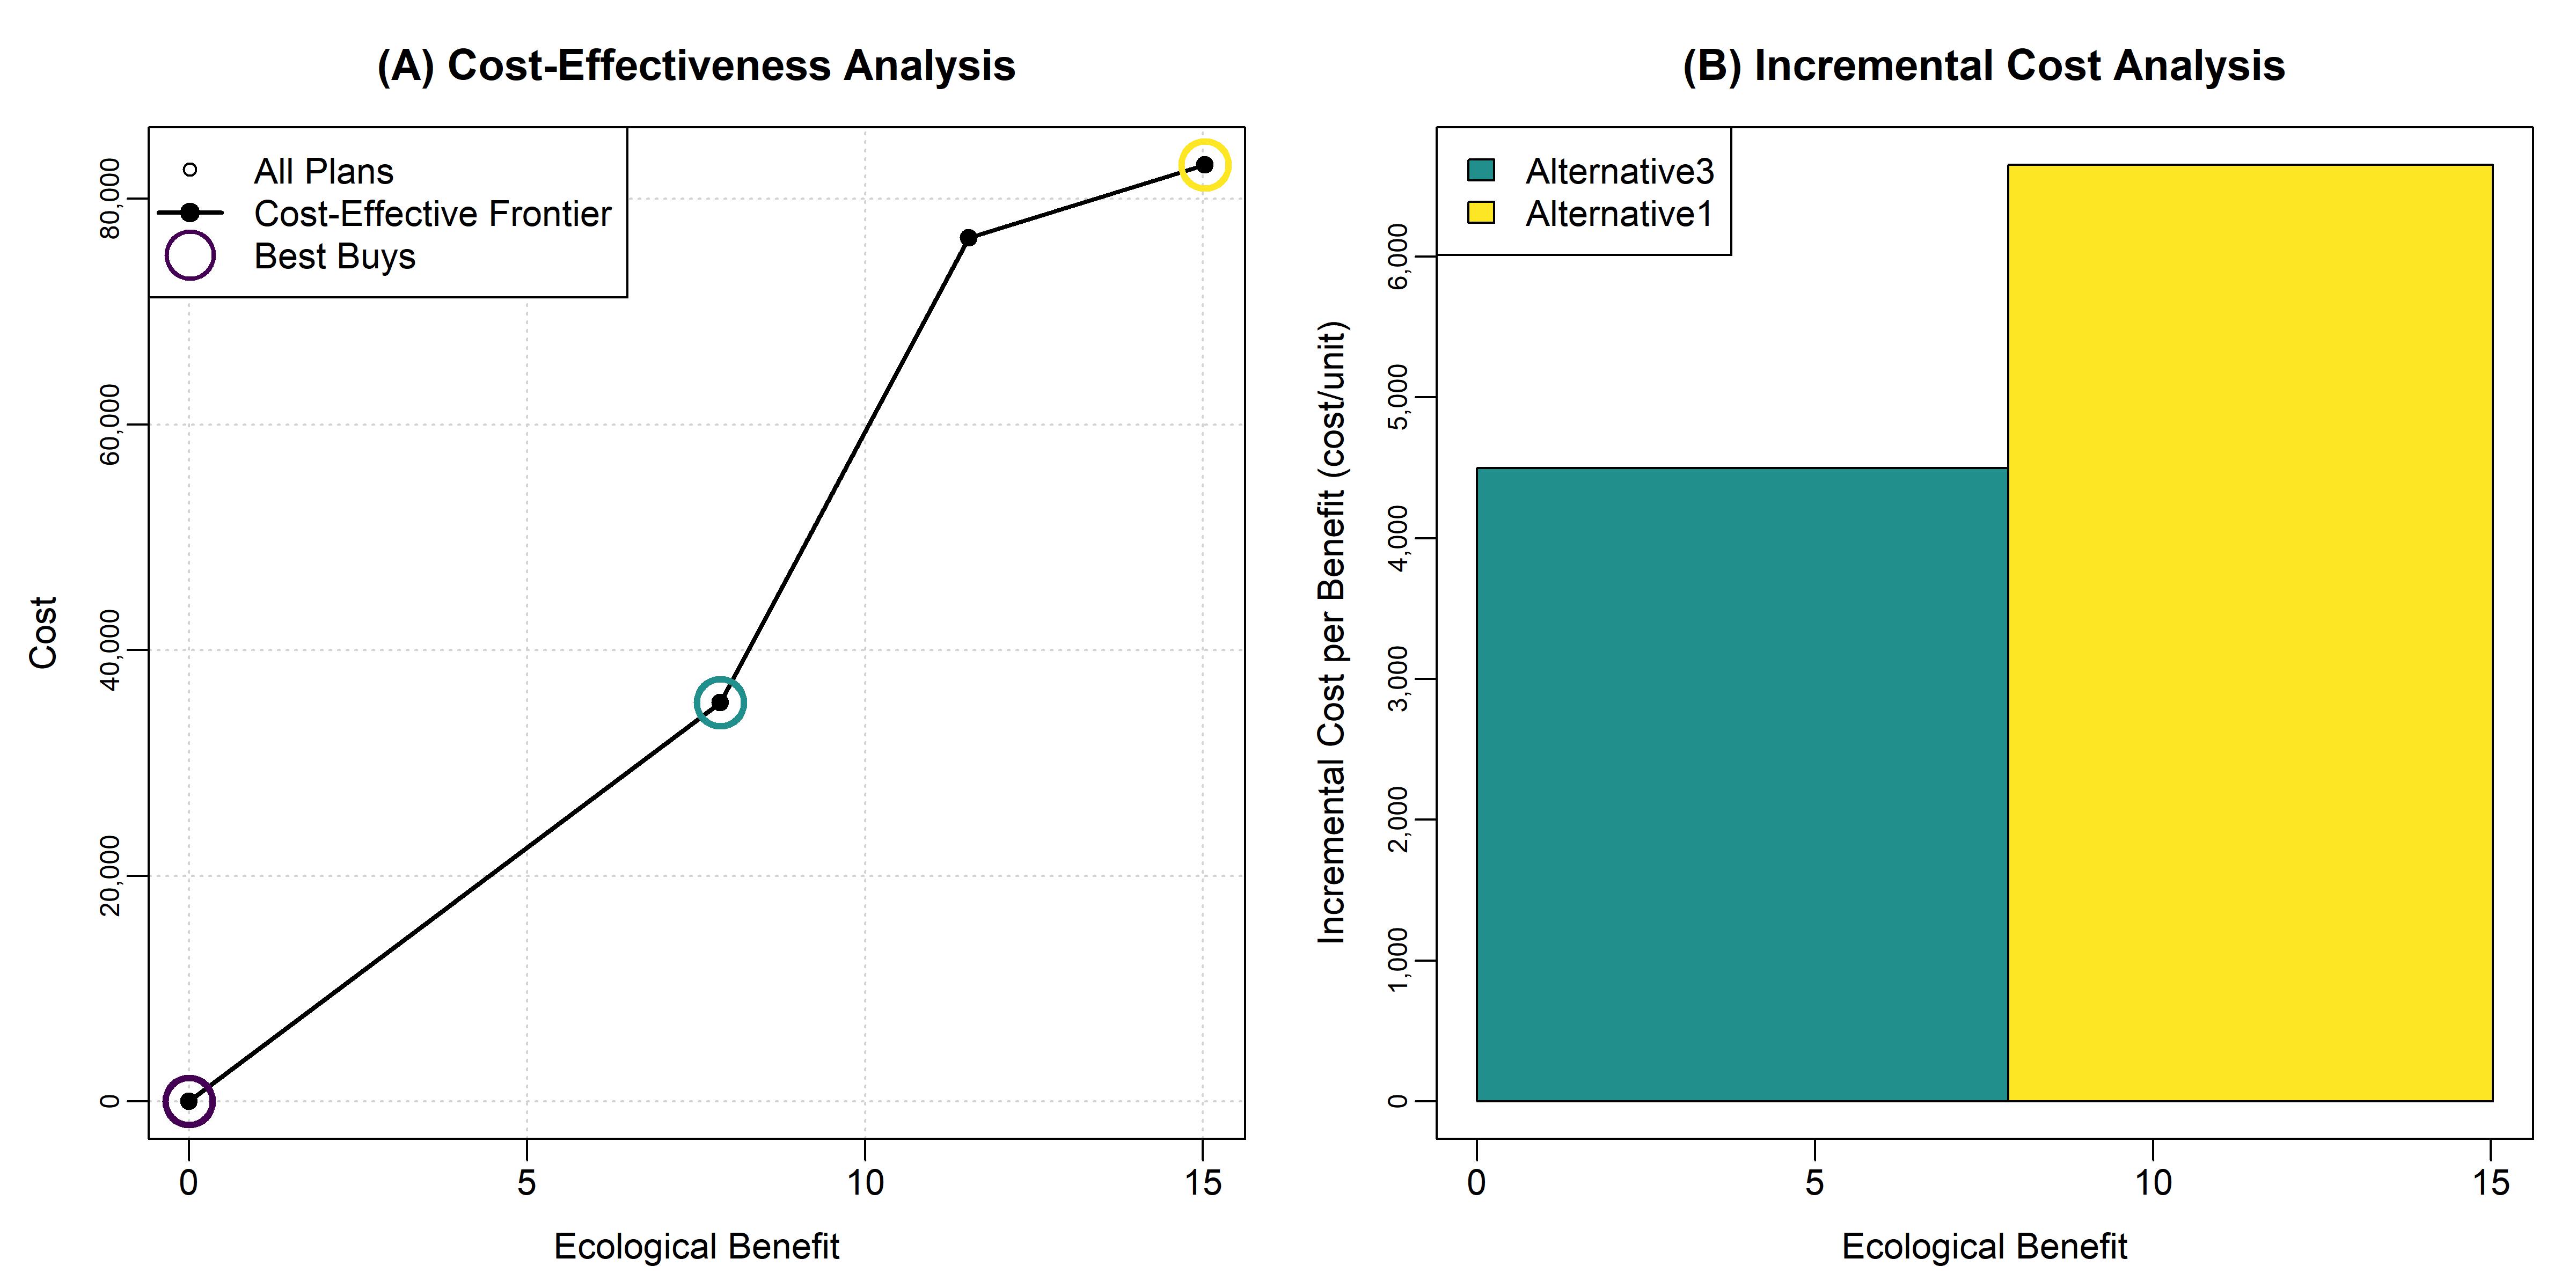 (A) Cost-Effectiveness Analysis
All Plans
Cost-Effective Frontier
Best Buys
Cost
80,000
60,000
40,000
20,000
0
0 5 10 15
Ecological Benefit
(B) Incremental Cost Analysis
Alternative3
Alternative1
Incremental Cost per Benefit (cost/unit)
6,000
5,000
4,000
3,000
2,000
1,000
0
0 5 10 15
Ecological Benefit